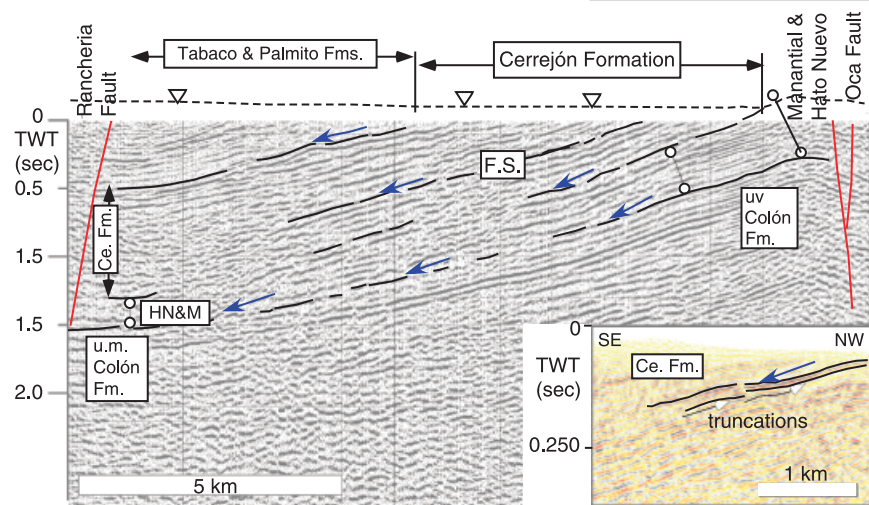 Tabaco & Palmito Fms.
Cerrejón Formation
Rancheria
Fault
Manantial &
Hato Nuevo
Oca Fault
0
TWT
(sec)
0.5
1.5
1.5
2.0
Ce. Fm.
F.S.
HN&M
u.m.
Colón
Fm.
uv
Colón
Fm.
5 km
0
TWT
(sec)
0.250
SE
NW
Ce. Fm.
truncations
1 km